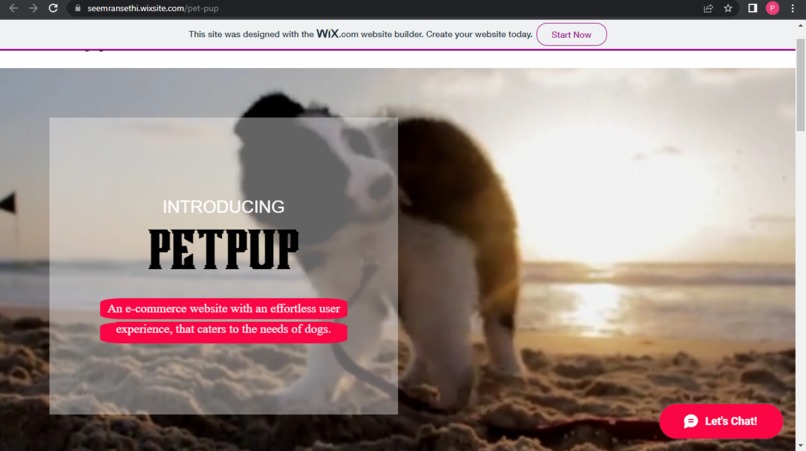 seemransethi.wixsite.com/pet-pup
P
This site was designed with the WiX.com website builder. Create your website today.
Start Now
INTRODUCING
PETPUP
An e-commerce website with an effortless user
experience, that caters to the needs of dogs.
Let's Chat!